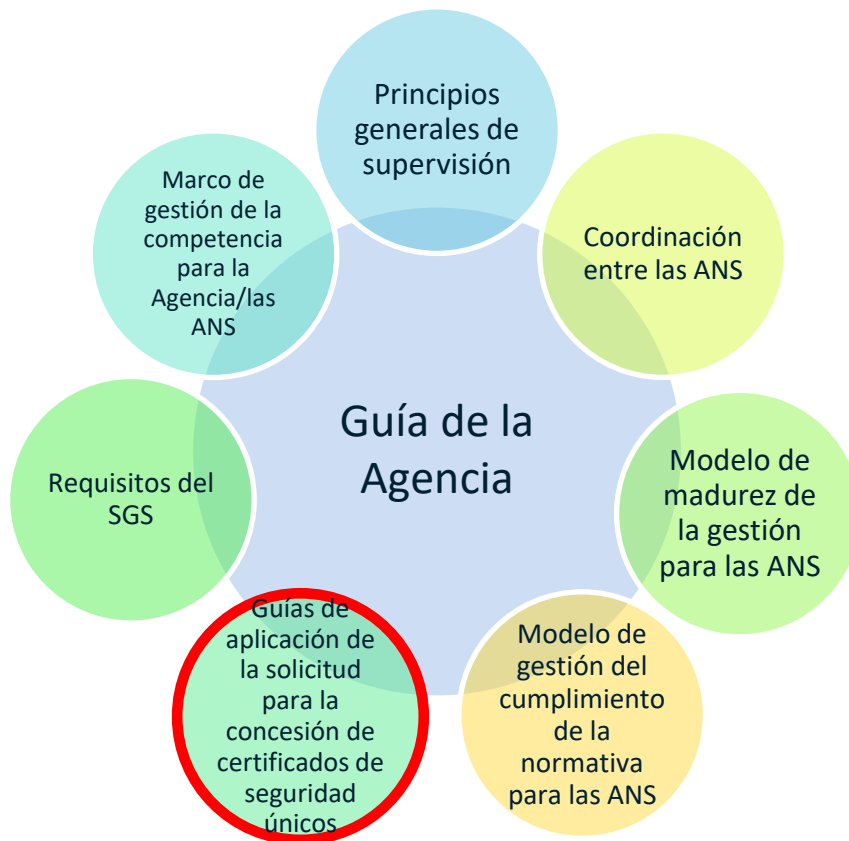 Principios
generales de
supervisión
Marco de
gestión de la
competencia
para la
Agencia/las
ANS
Coordinación
entre las ANS
Guía de la
Agencia
Requisitos del
SGS
Modelo de
madurez de
la gestión
para las ANS
Guías de
aplicación de
la solicitud
para la
concesión de
certificados de
seguridad
únicos
Modelo de
gestión del
cumplimiento
de la
normativa
para las ANS